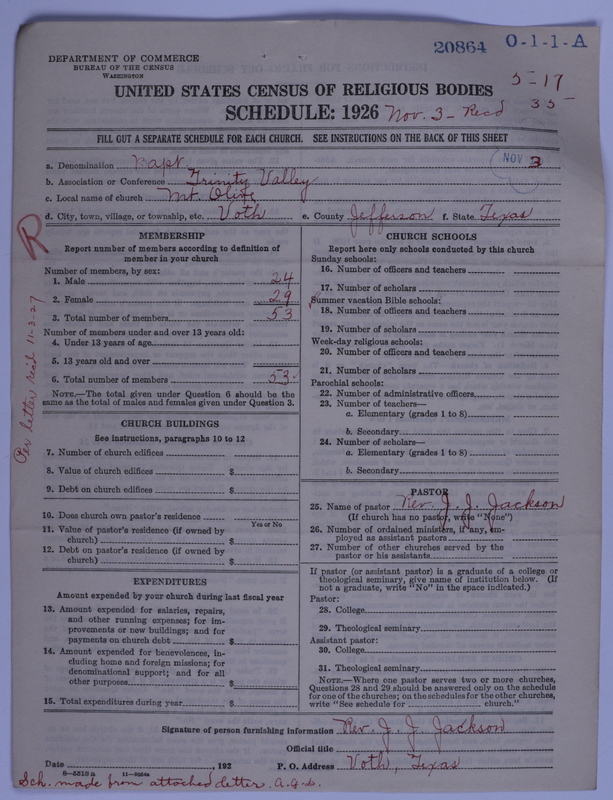 20864 O-1-1-A
DEPARTMENT OF COMMERCE
BUREAU OF THE CENSUS
WASHINGTON
5-17
UNITED STATES CENSUS OF RELIGIOUS BODIES
SCHEDULE: 1926 Nov. 3 - Recd 35-
FILL OUT A SEPARATE SCHEDULE FOR EACH CHURCH. SEE INSTRUCTIONS ON THE BACK OF THIS SHEET
NOV 3
a. Denomination Bapt.
b. Association or Conference Trinity Valley
c. Local name of church Mt. Olive
d. City, town, village, or township, etc. Voth e. County Jefferson f. State Texas
R
Per letter recd 11-3-27
MEMBERSHIP
Report number of members according to definition of
member in your church
Number of members, by sex:
1. Male 24
2. Female 29
3. Total number of members 53
Number of members under and over 13 years old:
4. Under 13 years of age
5. 13 years old and over
6. Total number of members 53
NOTE.—The total given under Question 6 should be the
same as the total of males and females given under Question 3.
CHURCH BUILDINGS
See instructions, paragraphs 10 to 12
7. Number of church edifices
8. Value of church edifices $
9. Debt on church edifices $
10. Does church own pastor's residence
Yes or No
11. Value of pastor's residence (if owned by
church) $
12. Debt on pastor's residence (if owned by
church) $
EXPENDITURES
Amount expended by your church during last fiscal year
13. Amount expended for salaries, repairs,
and other running expenses; for im-
provements or new buildings; and for
payments on church debt $
14. Amount expended for benevolences, in-
cluding home and foreign missions; for
denominational support; and for all
other purposes $
15. Total expenditures during year $
CHURCH SCHOOLS
Report here only schools conducted by this church
Sunday schools:
16. Number of officers and teachers
17. Number of scholars
Summer vacation Bible schools:
18. Number of officers and teachers
19. Number of scholars
Week-day religious schools:
20. Number of officers and teachers
21. Number of scholars
Parochial schools:
22. Number of administrative officers
23. Number of teachers—
a. Elementary (grades 1 to 8)
b. Secondary
24. Number of scholars—
a. Elementary (grades 1 to 8)
b. Secondary
PASTOR
25. Name of pastor Rev. J. J. Jackson
(If church has no pastor, write "None")
26. Number of ordained ministers, if any, em-
ployed as assistant pastors
27. Number of other churches served by the
pastor or his assistants
If pastor (or assistant pastor) is a graduate of a college or
theological seminary, give name of institution below. (If
not a graduate, write "No" in the space indicated.)
Pastor:
28. College
29. Theological seminary
Assistant pastor:
30. College
31. Theological seminary
NOTE.—Where one pastor serves two or more churches,
Questions 28 and 29 should be answered only on the schedule
for one of the churches; on the schedules for the other churches,
write "See schedule for church."
Signature of person furnishing information Rev. J. J. Jackson
Official title
Date , 192 P. O. Address Voth, Texas
8-5513a 11-9064a
Sch. made from attached letter. A.G.D.